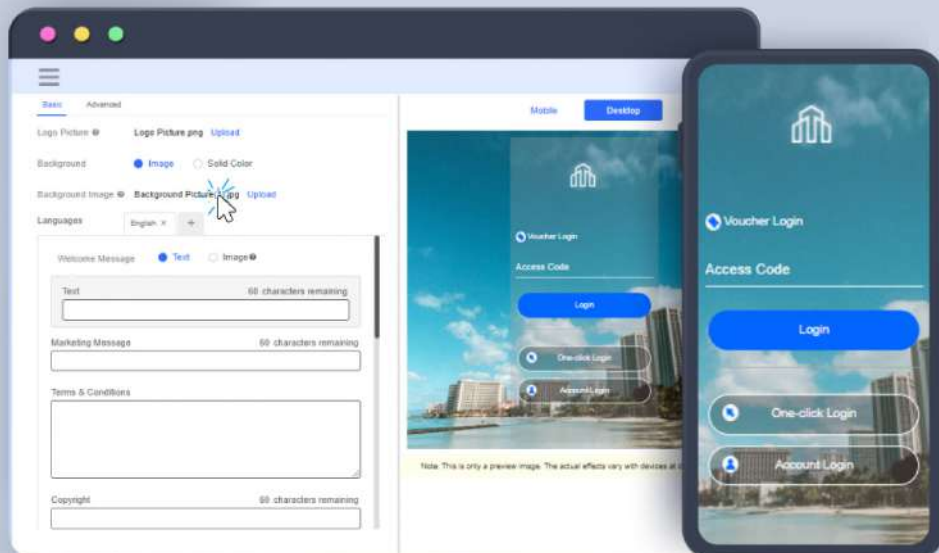 Basic Advanced
Logo Picture Logo Picture.png Upload
Background Image Solid Color
Background Image Background Picture Upload
Languages English × +
Welcome Message Text Image
Text 60 characters remaining
Marketing Message 60 characters remaining
Terms & Conditions
Copyright 60 characters remaining
Mobile Desktop
Voucher Login
Access Code
Login
One-click Login
Account Login
Note: This is only a preview image. The actual effects vary with devices
Voucher Login
Access Code
Login
One-click Login
Account Login